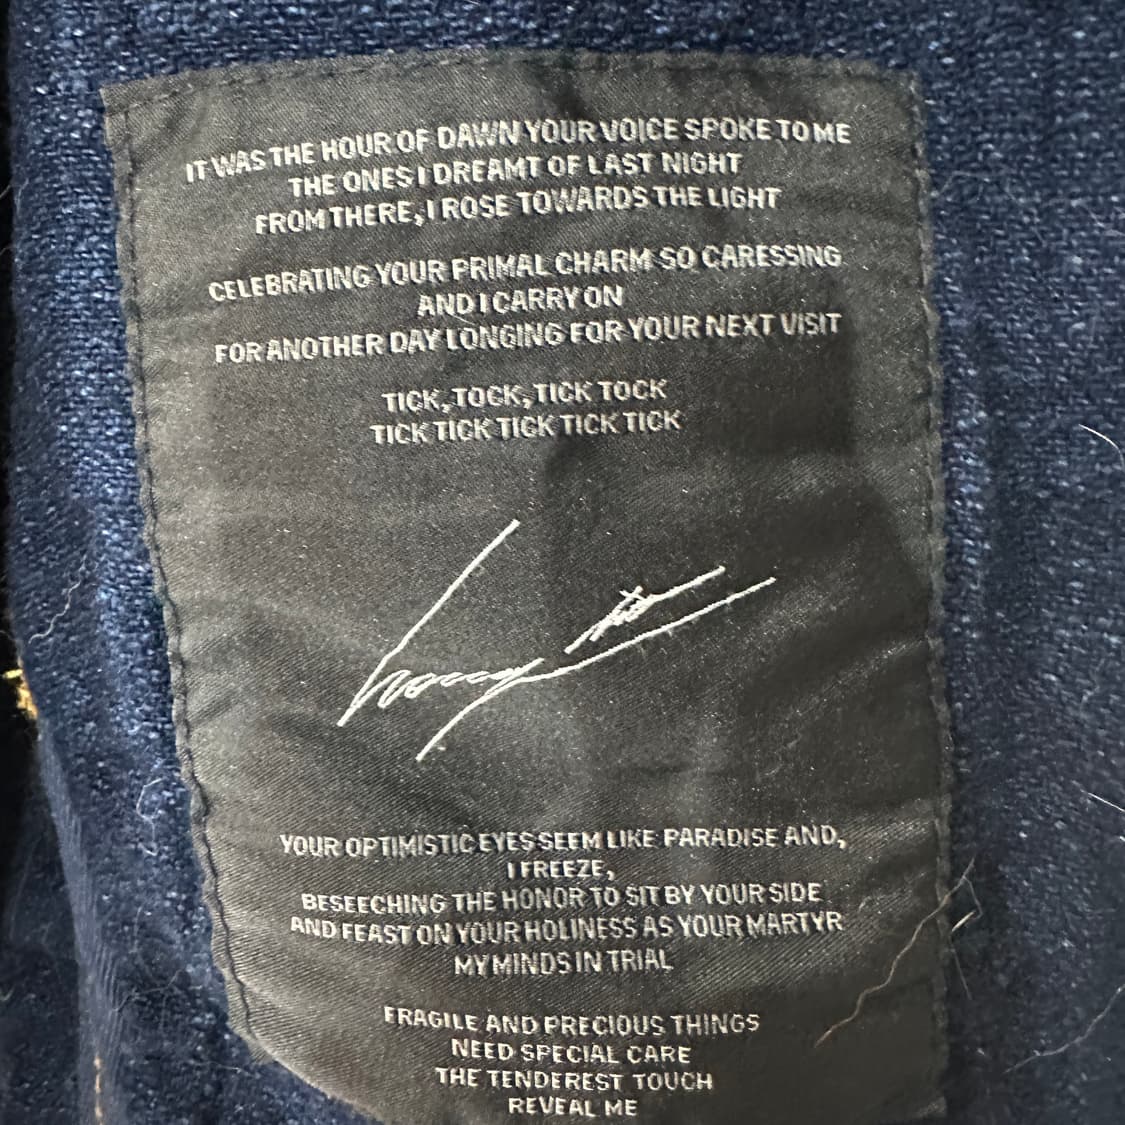 IT WAS THE HOUR OF DAWN YOUR VOICE SPOKE TO ME
THE ONES I DREAMT OF LAST NIGHT
FROM THERE, I ROSE TOWARDS THE LIGHT
CELEBRATING YOUR PRIMAL CHARM SO CARESSING
AND I CARRY ON
FOR ANOTHER DAY LONGING FOR YOUR NEXT VISIT
TICK, TOCK, TICK TOCK
TICK TICK TICK TICK TICK
YOUR OPTIMISTIC EYES SEEM LIKE PARADISE AND,
I FREEZE,
BESEECHING THE HONOR TO SIT BY YOUR SIDE
AND FEAST ON YOUR HOLINESS AS YOUR MARTYR
MY MINDS IN TRIAL
FRAGILE AND PRECIOUS THINGS
NEED SPECIAL CARE
THE TENDEREST TOUCH
REVEAL ME